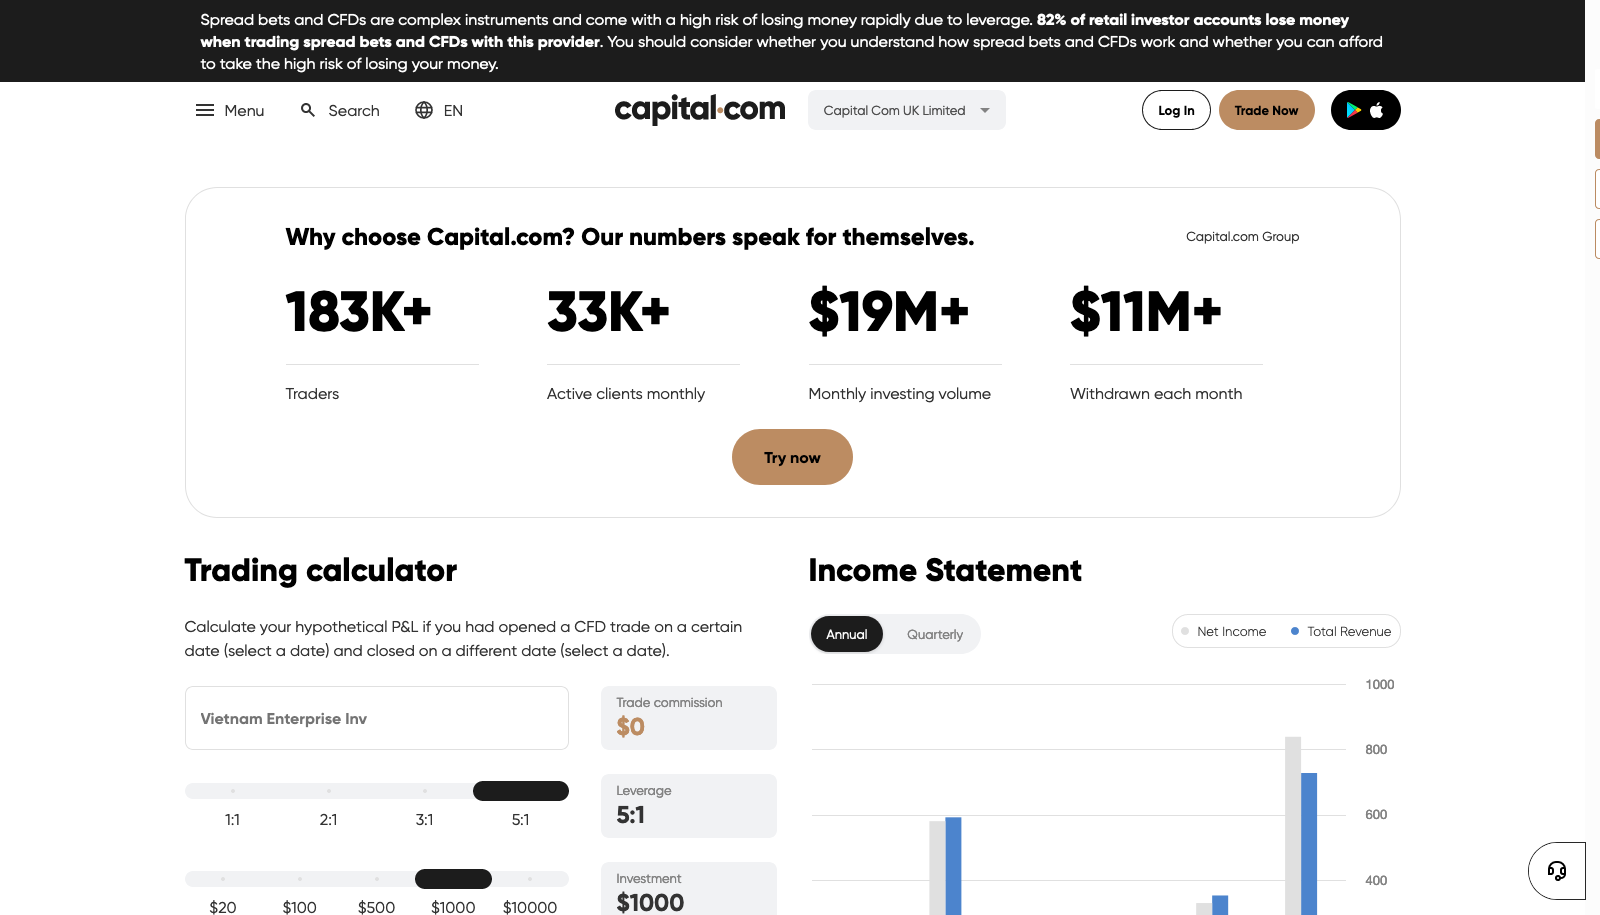 Spread bets and CFDs are complex instruments and come with a high risk of losing money rapidly due to leverage. 82% of retail investor accounts lose money
when trading spread bets and CFDs with this provider. You should consider whether you understand how spread bets and CFDs work and whether you can afford
to take the high risk of losing your money.
Menu
Search
EN
capital.com
Capital Com UK Limited
Log In
Trade Now
Why choose Capital.com? Our numbers speak for themselves.
Capital.com Group
183K+
33K+
$19M+
$11M+
Traders
Active clients monthly
Monthly investing volume
Withdrawn each month
Try now
Trading calculator
Calculate your hypothetical P&L if you had opened a CFD trade on a certain
date (select a date) and closed on a different date (select a date).
Vietnam Enterprise Inv
1:1
2:1
3:1
5:1
$20
$100
$500
$1000
$10000
Trade commission
$0
Leverage
5:1
Investment
$1000
Income Statement
Annual
Quarterly
Net Income
Total Revenue
1000
800
600
400